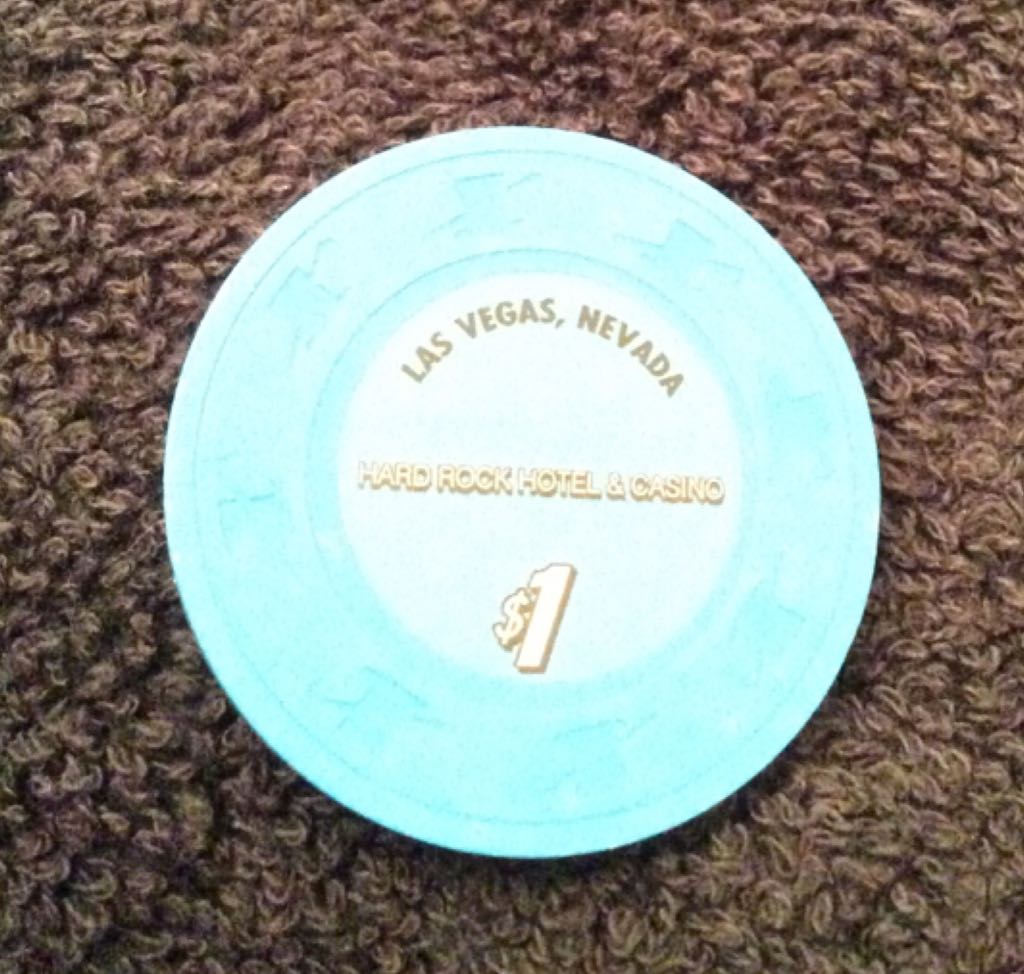 LAS VEGAS, NEVADA
HARD ROCK HOTEL & CASINO
$1